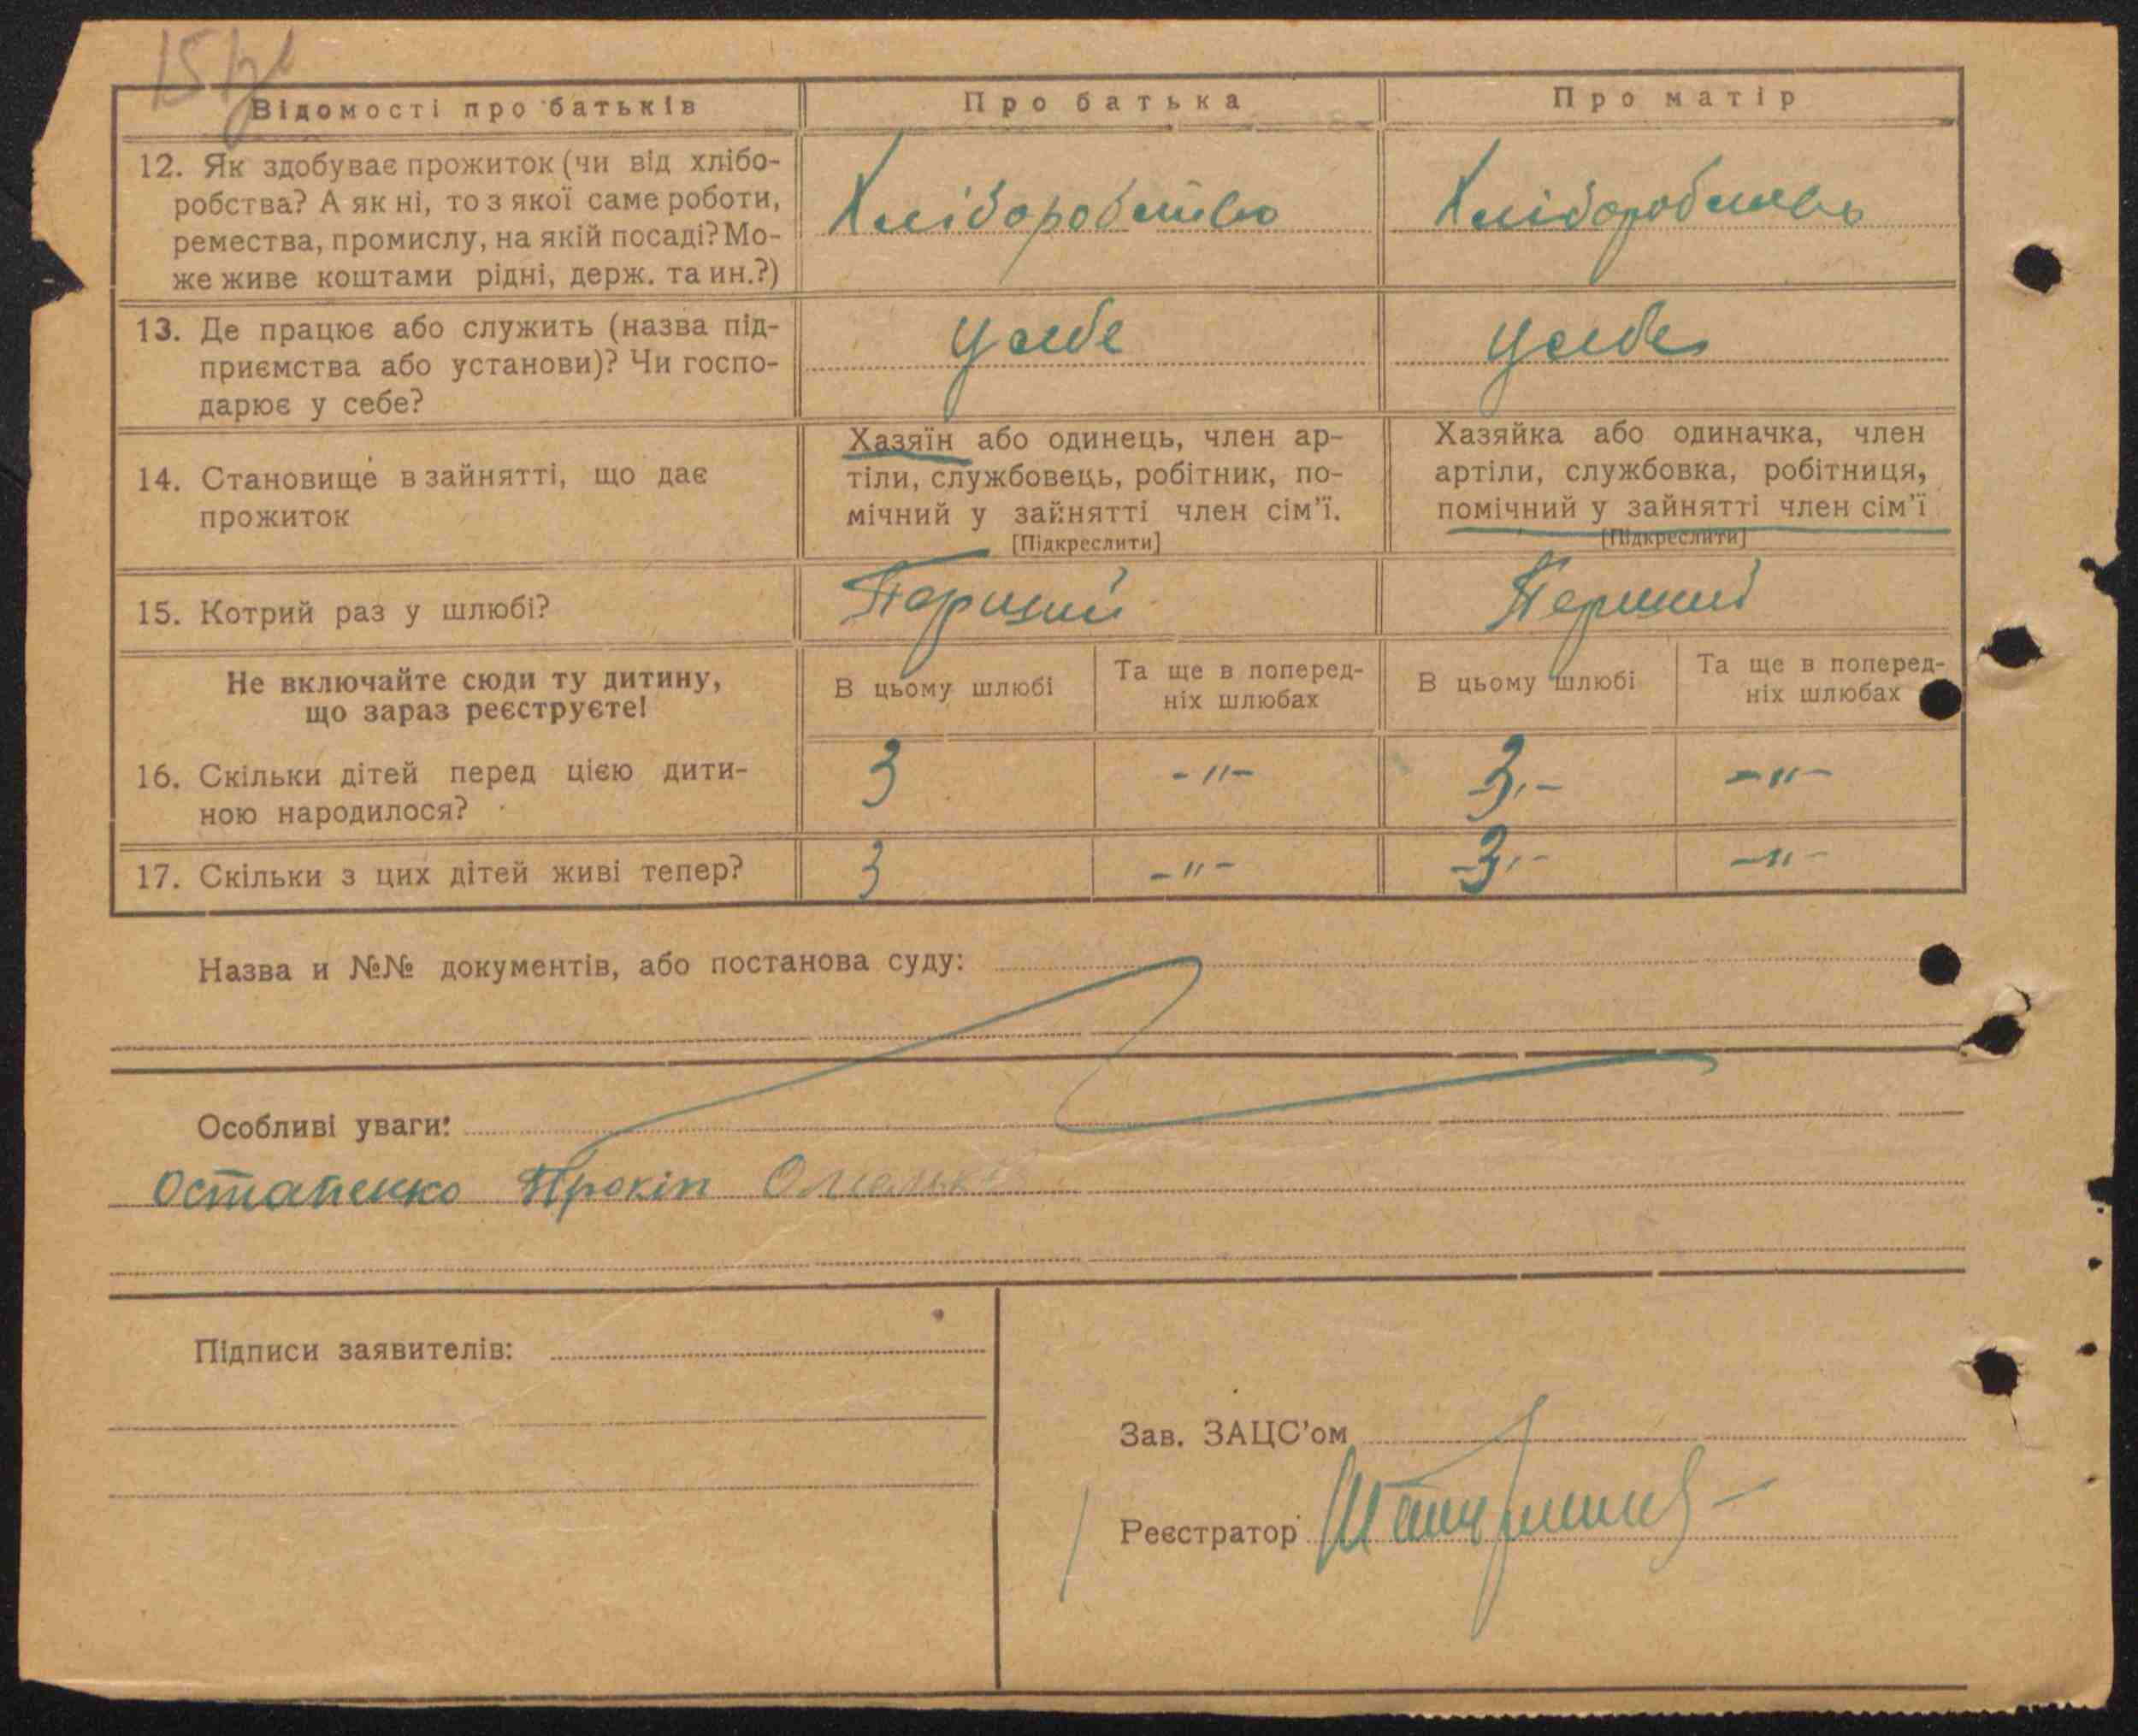 15
Відомості про батьків
Про батька
Про матір
12. Як здобуває прожиток (чи від хлібо-
робства? А як ні, то з якої саме роботи,
ремества, промислу, на якій посаді? Мо-
же живе коштами рідні, держ. та ин.?)
Хліборобство
Хліборобство
13. Де працює або служить (назва під-
приємства або установи)? Чи госпо-
дарює у себе?
У себе
У себе
14. Становище в зайнятті, що дає
прожиток
Хазяїн або одинець, член ар-
тіли, службовець, робітник, по-
мічний у зайнятті член сім'ї.
[Підкреслити]
Хазяйка або одиначка, член
артіли, службовка, робітниця,
помічний у зайнятті член сім'ї
[Підкреслити]
15. Котрий раз у шлюбі?
Перший
Перший
Не включайте сюди ту дитину,
що зараз реєструєте!
В цьому шлюбі
Та ще в поперед-
ніх шлюбах
В цьому шлюбі
Та ще в поперед-
ніх шлюбах
16. Скільки дітей перед цією дити-
ною народилося?
3
-"-
3,-
-"-
17. Скільки з цих дітей живі тепер?
3
-"-
3,-
-"-
Назва и №№ документів, або постанова суду:
Особливі уваги:
Остапенко Прокіп
Підписи заявителів:
Зав. ЗАЦС'ом
Реєстратор